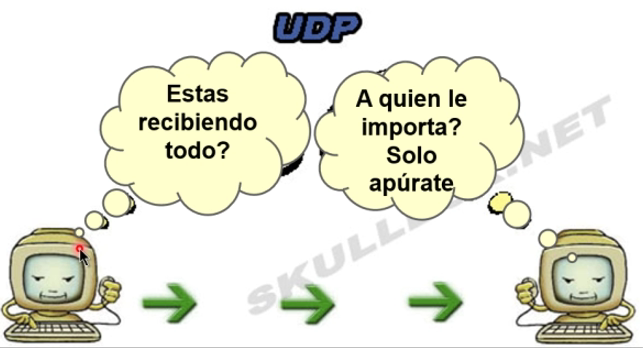 UDP
Estas
recibiendo
todo?
A quien le
importa?
Solo
apúrate